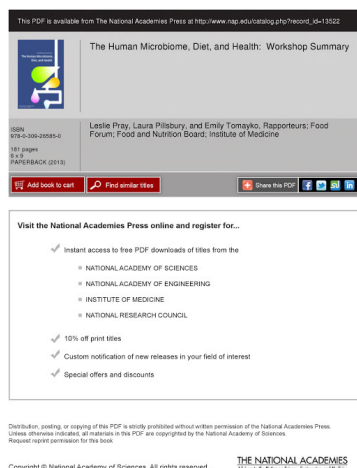 This PDF is available from The National Academies Press at http://www.nap.edu/catalog.php?record_id=13522
The Human Microbiome, Diet, and Health: Workshop Summary
ISBN
978-0-309-26585-0
181 pages
6 x 9
PAPERBACK (2013)
Leslie Pray, Laura Pillsbury, and Emily Tomayko, Rapporteurs; Food
Forum; Food and Nutrition Board; Institute of Medicine
Add book to cart
Find similar titles
Share this PDF
Visit the National Academies Press online and register for...
Instant access to free PDF downloads of titles from the
NATIONAL ACADEMY OF SCIENCES
NATIONAL ACADEMY OF ENGINEERING
INSTITUTE OF MEDICINE
NATIONAL RESEARCH COUNCIL
10% off print titles
Custom notification of new releases in your field of interest
Special offers and discounts
Distribution, posting, or copying of this PDF is strictly prohibited without written permission of the National Academies Press.
Unless otherwise indicated, all materials in this PDF are copyrighted by the National Academy of Sciences.
Request reprint permission for this book
Copyright © National Academy of Sciences. All rights reserved.
THE NATIONAL ACADEMIES